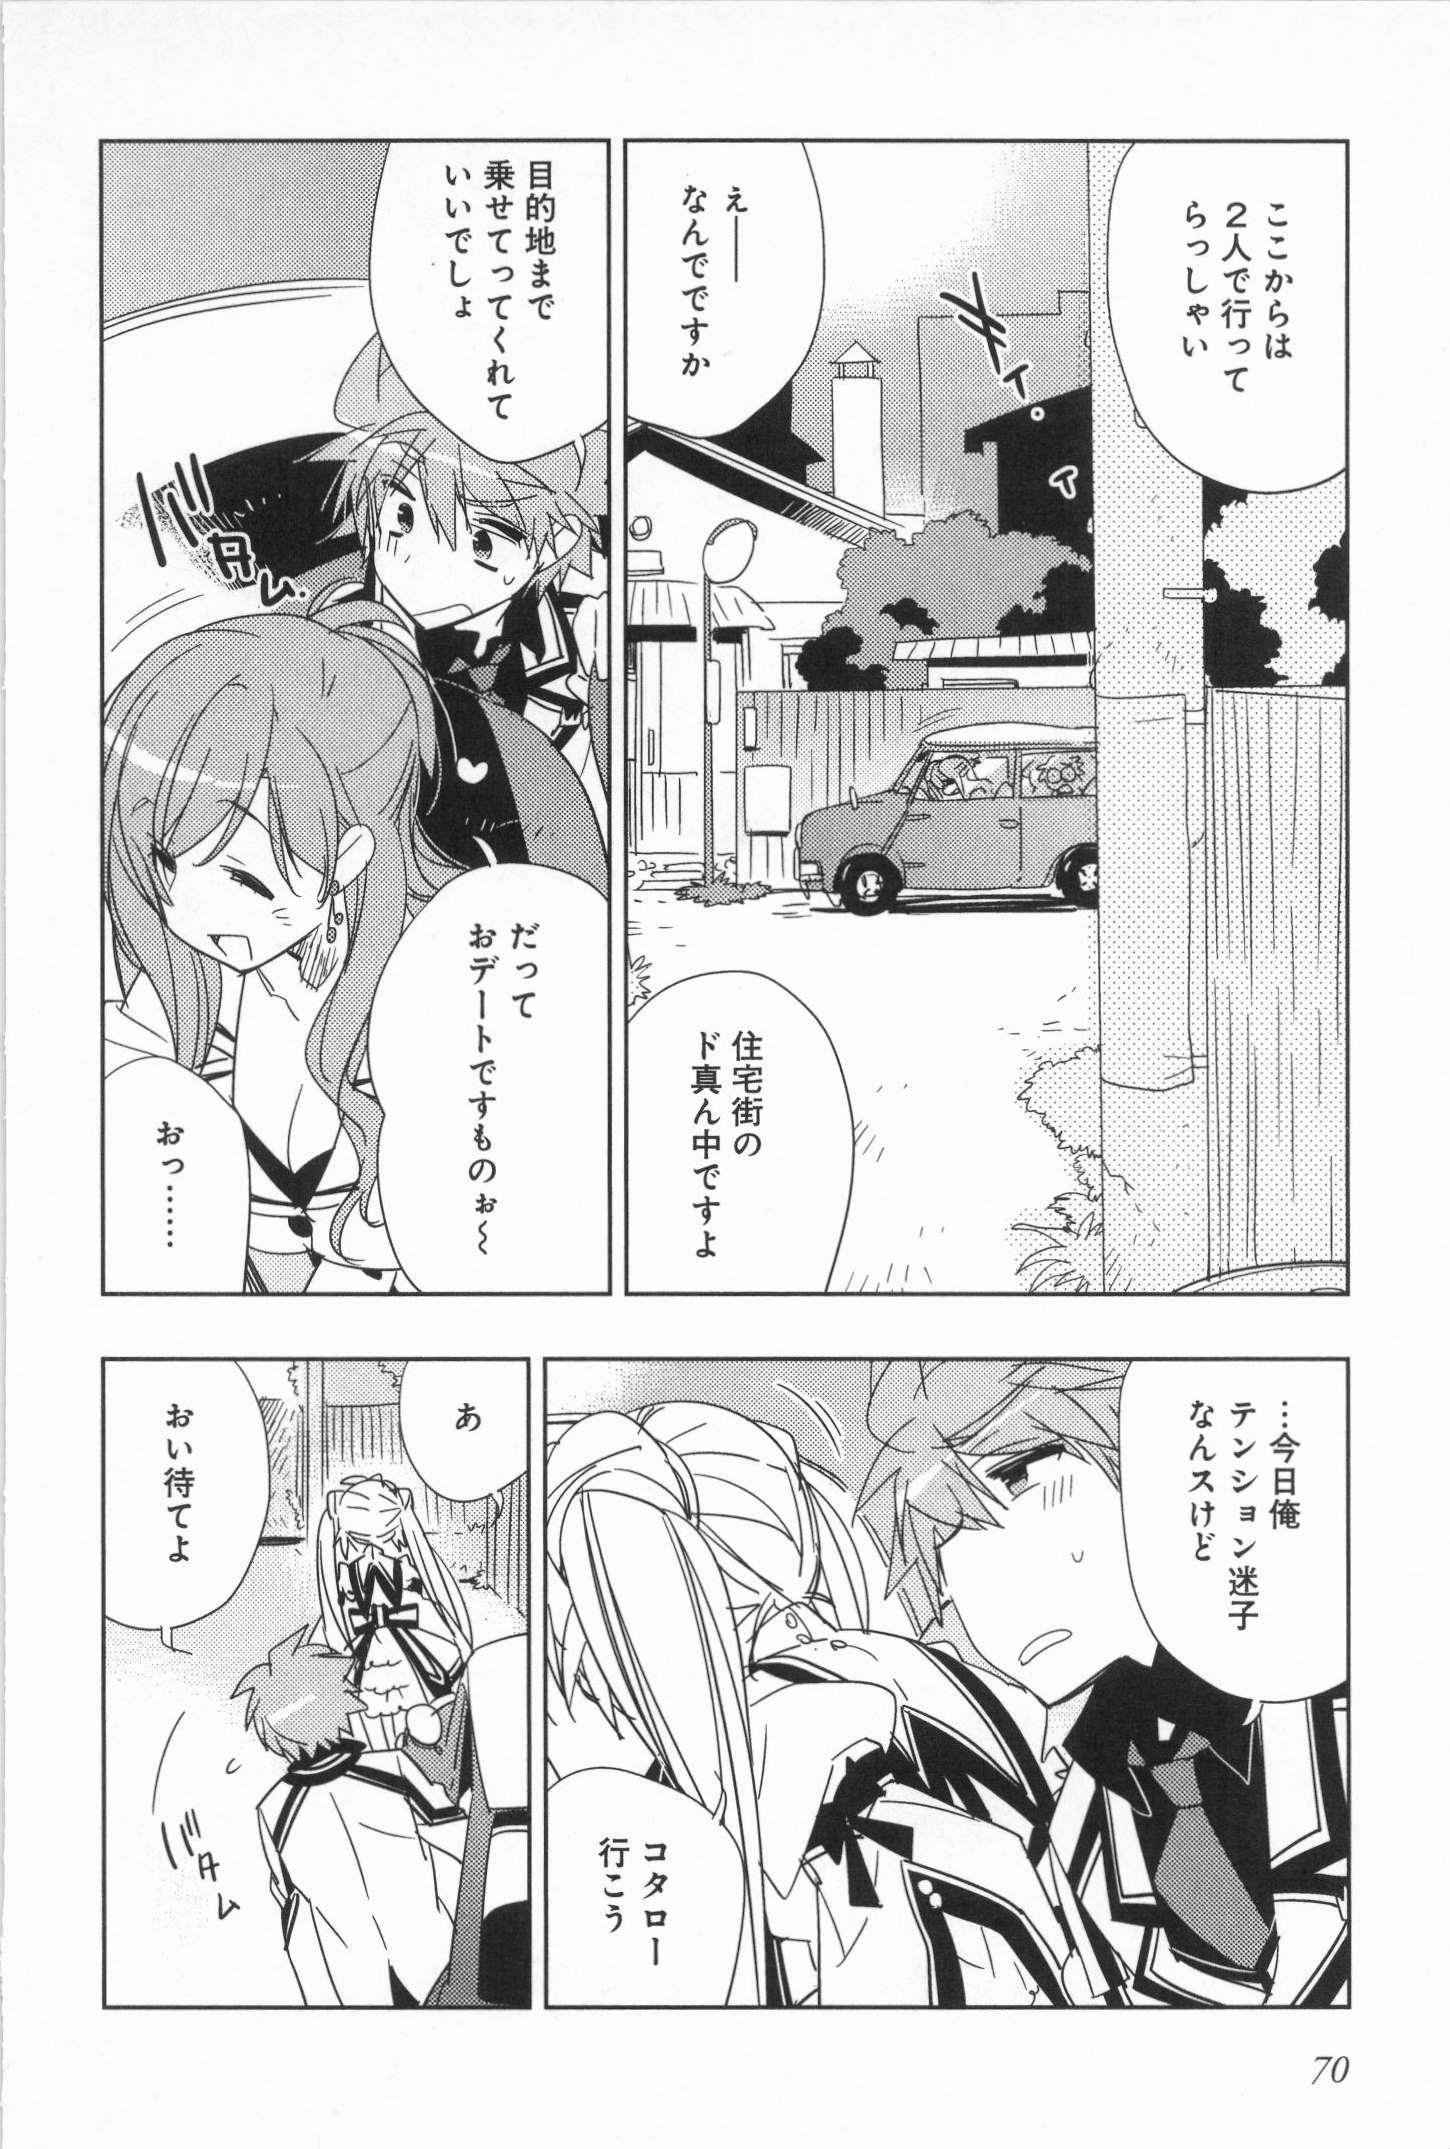 ここからは
２人で行って
らっしゃい
キイ。
イ
えー
なんでですか
住宅街の
ド真ん中ですよ
目的地まで
乗せてってくれて
いいでしょ
バタム.
だって
おデートですものぉ〜
おっ……
…今日俺
テンション迷子
なんスけど
コタロー
行こう
あ
おい待てよ
バタム
70